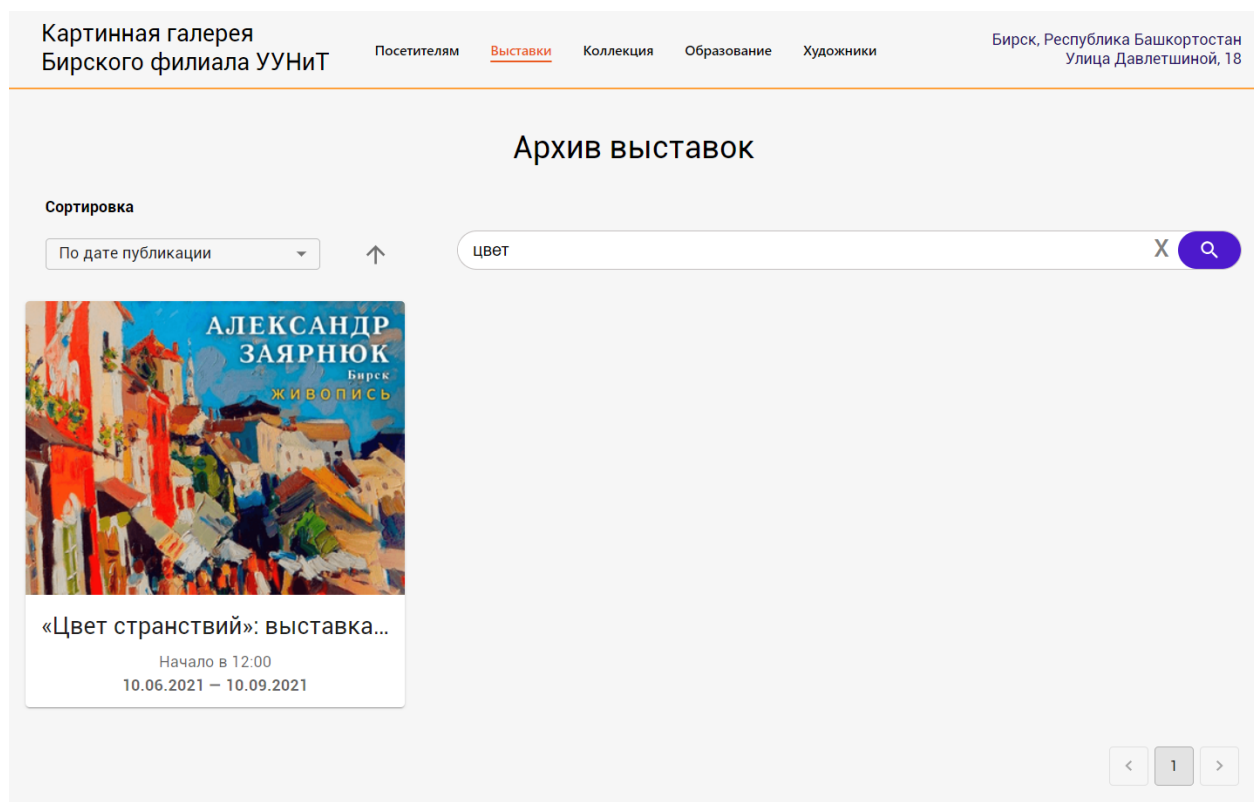 Картинная галерея
Бирского филиала УУНиТ
Посетителям Выставки Коллекция Образование Художники
Бирск, Республика Башкортостан
Улица Давлетшиной, 18
Архив выставок
Сортировка
По дате публикации
цвет X
АЛЕКСАНДР
ЗАЯРНЮК
Бирск
ЖИВОПИСЬ
«Цвет странствий»: выставка...
Начало в 12:00
10.06.2021 — 10.09.2021
< 1 >